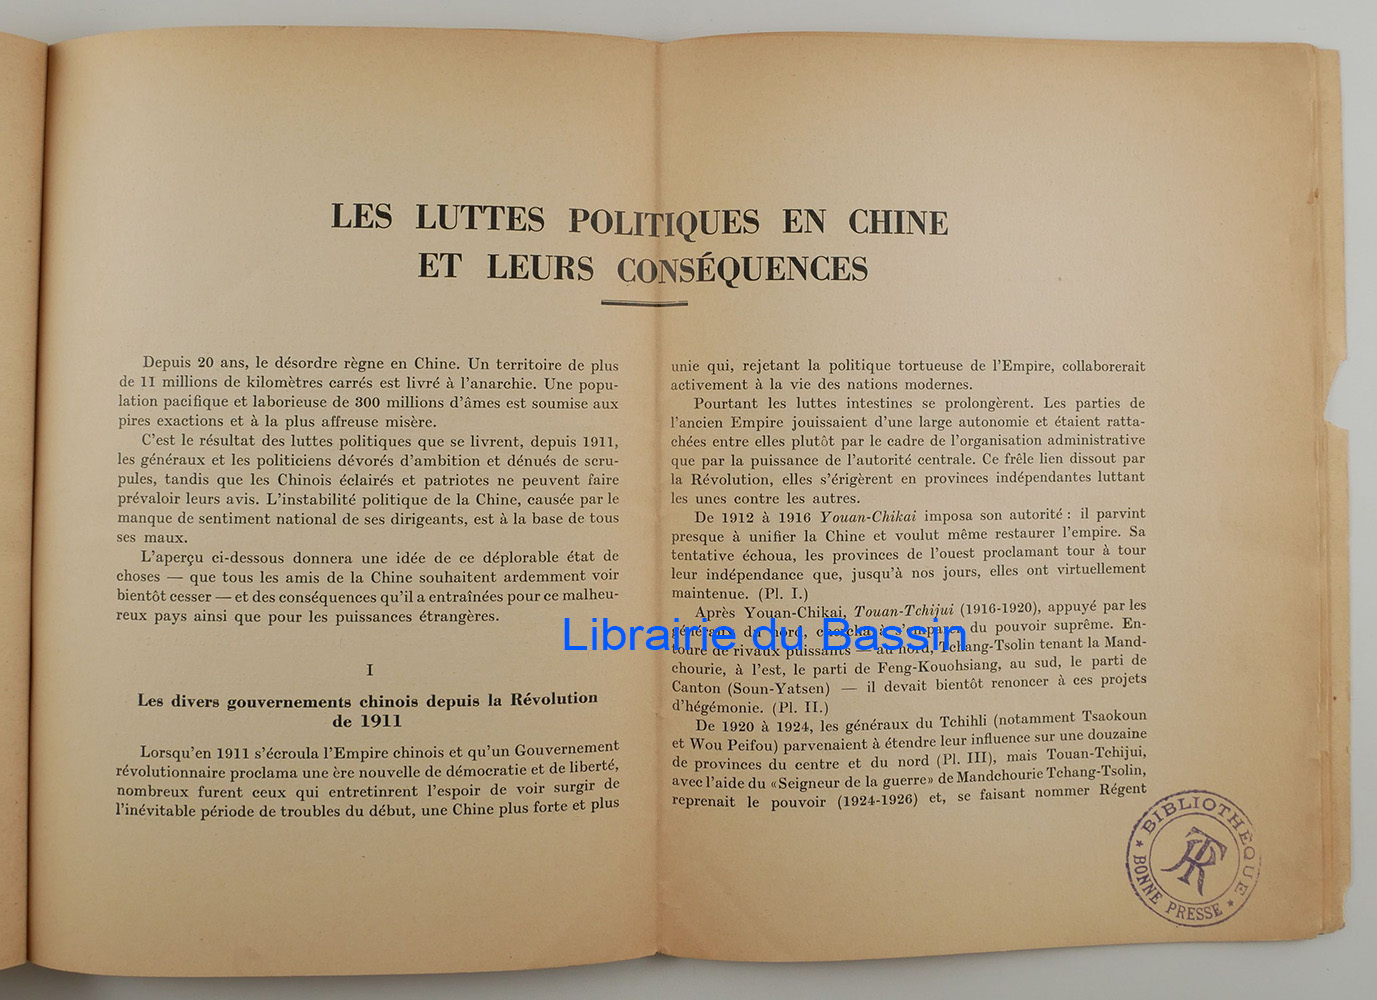 LES LUTTES POLITIQUES EN CHINE
ET LEURS CONSÉQUENCES
Depuis 20 ans, le désordre règne en Chine. Un territoire de plus
de 11 millions de kilomètres carrés est livré à l'anarchie. Une popu-
lation pacifique et laborieuse de 300 millions d'âmes est soumise aux
pires exactions et à la plus affreuse misère.
C'est le résultat des luttes politiques que se livrent, depuis 1911,
les généraux et les politiciens dévorés d'ambition et dénués de scru-
pules, tandis que les Chinois éclairés et patriotes ne peuvent faire
prévaloir leurs avis. L'instabilité politique de la Chine, causée par le
manque de sentiment national de ses dirigeants, est à la base de tous
ses maux.
L'aperçu ci-dessous donnera une idée de ce déplorable état de
choses — que tous les amis de la Chine souhaitent ardemment voir
bientôt cesser — et des conséquences qu'il a entraînées pour ce malheu-
reux pays ainsi que pour les puissances étrangères.
I
Les divers gouvernements chinois depuis la Révolution
de 1911
Lorsqu'en 1911 s'écroula l'Empire chinois et qu'un Gouvernement
révolutionnaire proclama une ère nouvelle de démocratie et de liberté,
nombreux furent ceux qui entretinrent l'espoir de voir surgir de
l'inévitable période de troubles du début, une Chine plus forte et plus
unie qui, rejetant la politique tortueuse de l'Empire, collaborerait
activement à la vie des nations modernes.
Pourtant les luttes intestines se prolongèrent. Les parties de
l'ancien Empire jouissaient d'une large autonomie et étaient ratta-
chées entre elles plutôt par le cadre de l'organisation administrative
que par la puissance de l'autorité centrale. Ce frêle lien dissout par
la Révolution, elles s'érigèrent en provinces indépendantes luttant
les unes contre les autres.
De 1912 à 1916 Youan-Chikai imposa son autorité : il parvint
presque à unifier la Chine et voulut même restaurer l'empire. Sa
tentative échoua, les provinces de l'ouest proclamant tour à tour
leur indépendance que, jusqu'à nos jours, elles ont virtuellement
maintenue. (Pl. I.)
Après Youan-Chikai, Touan-Tchijui (1916-1920), appuyé par les
généraux du nord, chercha à s'emparer du pouvoir suprême. En-
touré de rivaux puissants — au nord, Tchang-Tsolin tenant la Mand-
chourie, à l'est, le parti de Feng-Kouohsiang, au sud, le parti de
Canton (Soun-Yatsen) — il devait bientôt renoncer à ces projets
d'hégémonie. (Pl. II.)
De 1920 à 1924, les généraux du Tchihli (notamment Tsaokoun
et Wou Peifou) parvenaient à étendre leur influence sur une douzaine
de provinces du centre et du nord (Pl. III), mais Touan-Tchijui,
avec l'aide du «Seigneur de la guerre» de Mandchourie Tchang-Tsolin,
reprenait le pouvoir (1924-1926) et, se faisant nommer Régent
Librairie du Bassin
BIBLIOTHÈQUE
BONNE PRESSE